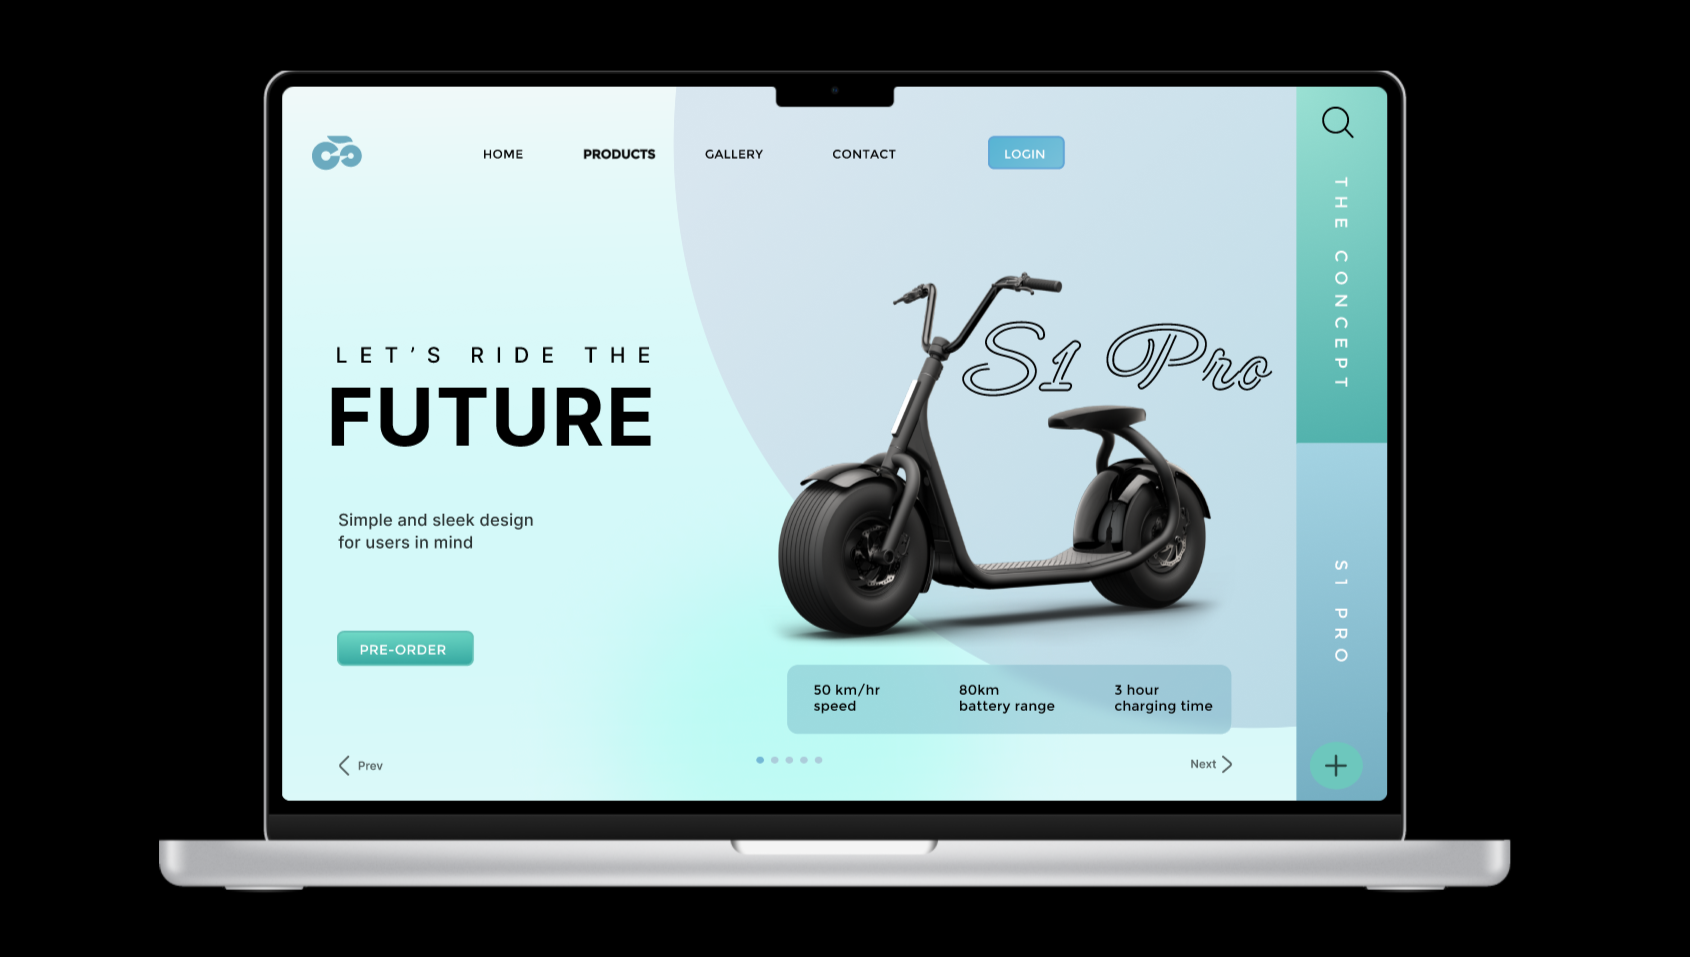 HOME
PRODUCTS
GALLERY
CONTACT
LOGIN
THE CONCEPT
LET'S RIDE THE
FUTURE
S1 Pro
Simple and sleek design
for users in mind
S1 PRO
PRE-ORDER
50 km/hr
speed
80km
battery range
3 hour
charging time
Prev
Next